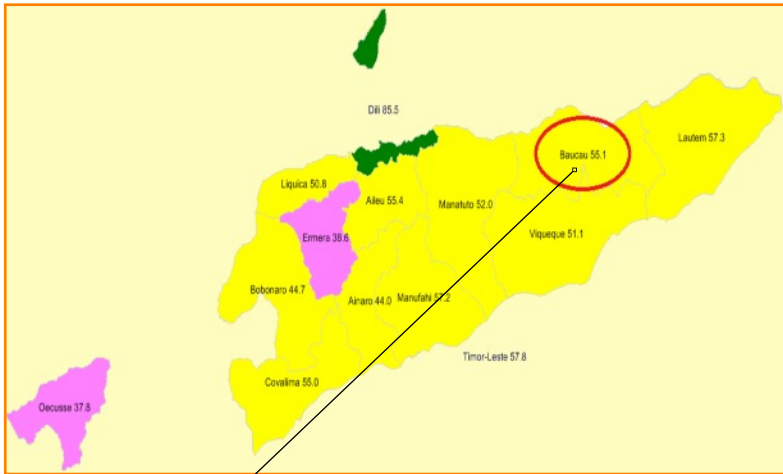 Dili 85.5
Baucau 55.1
Lautem 57.3
Liquica 50.8
Aileu 55.4
Manatuto 52.0
Viqueque 51.1
Ermera 38.6
Bobonaro 44.7
Ainaro 44.0
Manufahi 57.2
Timor-Leste 57.8
Covalima 55.0
Oecusse 37.8